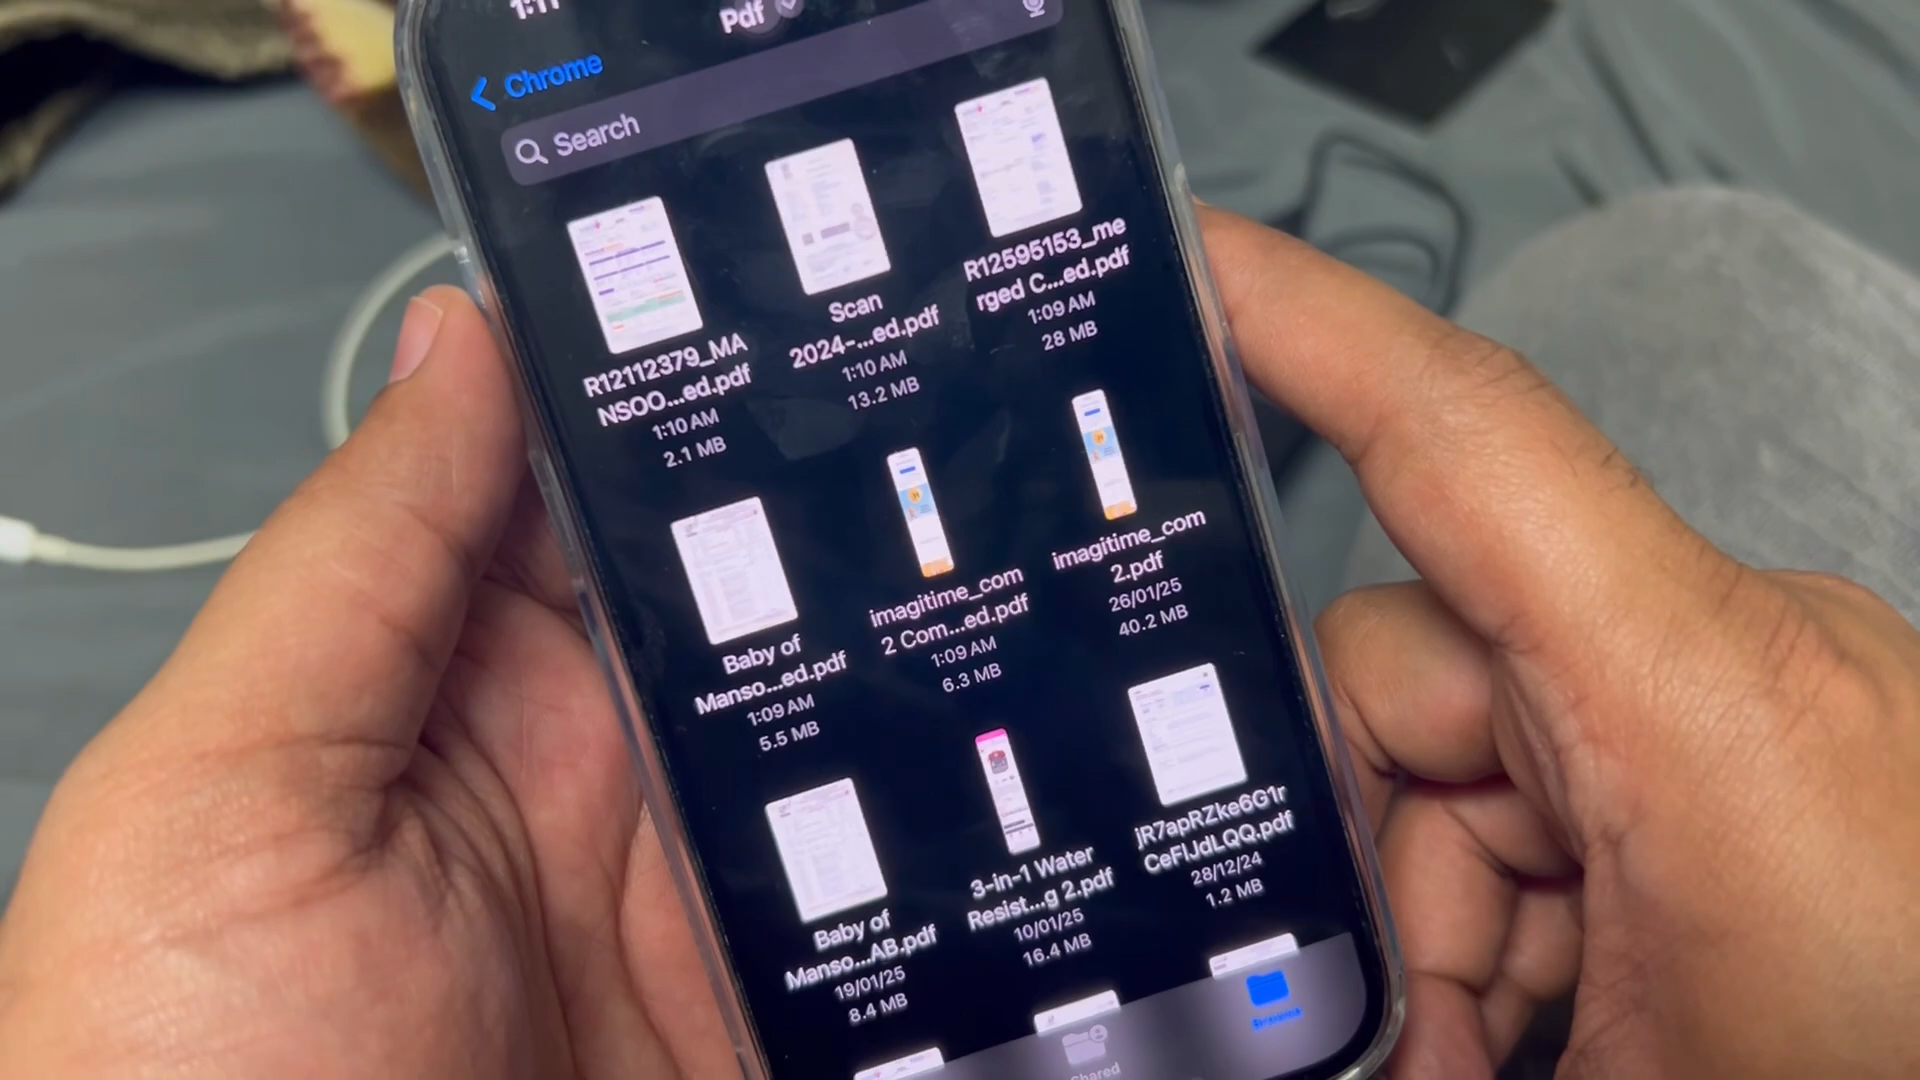 1:11
Pdf
Chrome
Search
R12112379_MA
NSOO...ed.pdf
1:10 AM
2.1 MB
Scan
2024-...ed.pdf
1:10 AM
13.2 MB
R12595153_me
rged C...ed.pdf
1:09 AM
28 MB
Baby of
Manso...ed.pdf
1:09 AM
5.5 MB
imagitime_com
2 Com...ed.pdf
1:09 AM
6.3 MB
imagitime_com
2.pdf
26/01/25
40.2 MB
Baby of
Manso...AB.pdf
19/01/25
8.4 MB
3-in-1 Water
Resist...g 2.pdf
10/01/25
16.4 MB
jR7apRZke6G1r
CeFIJdLQQ.pdf
28/12/24
1.2 MB
Shared